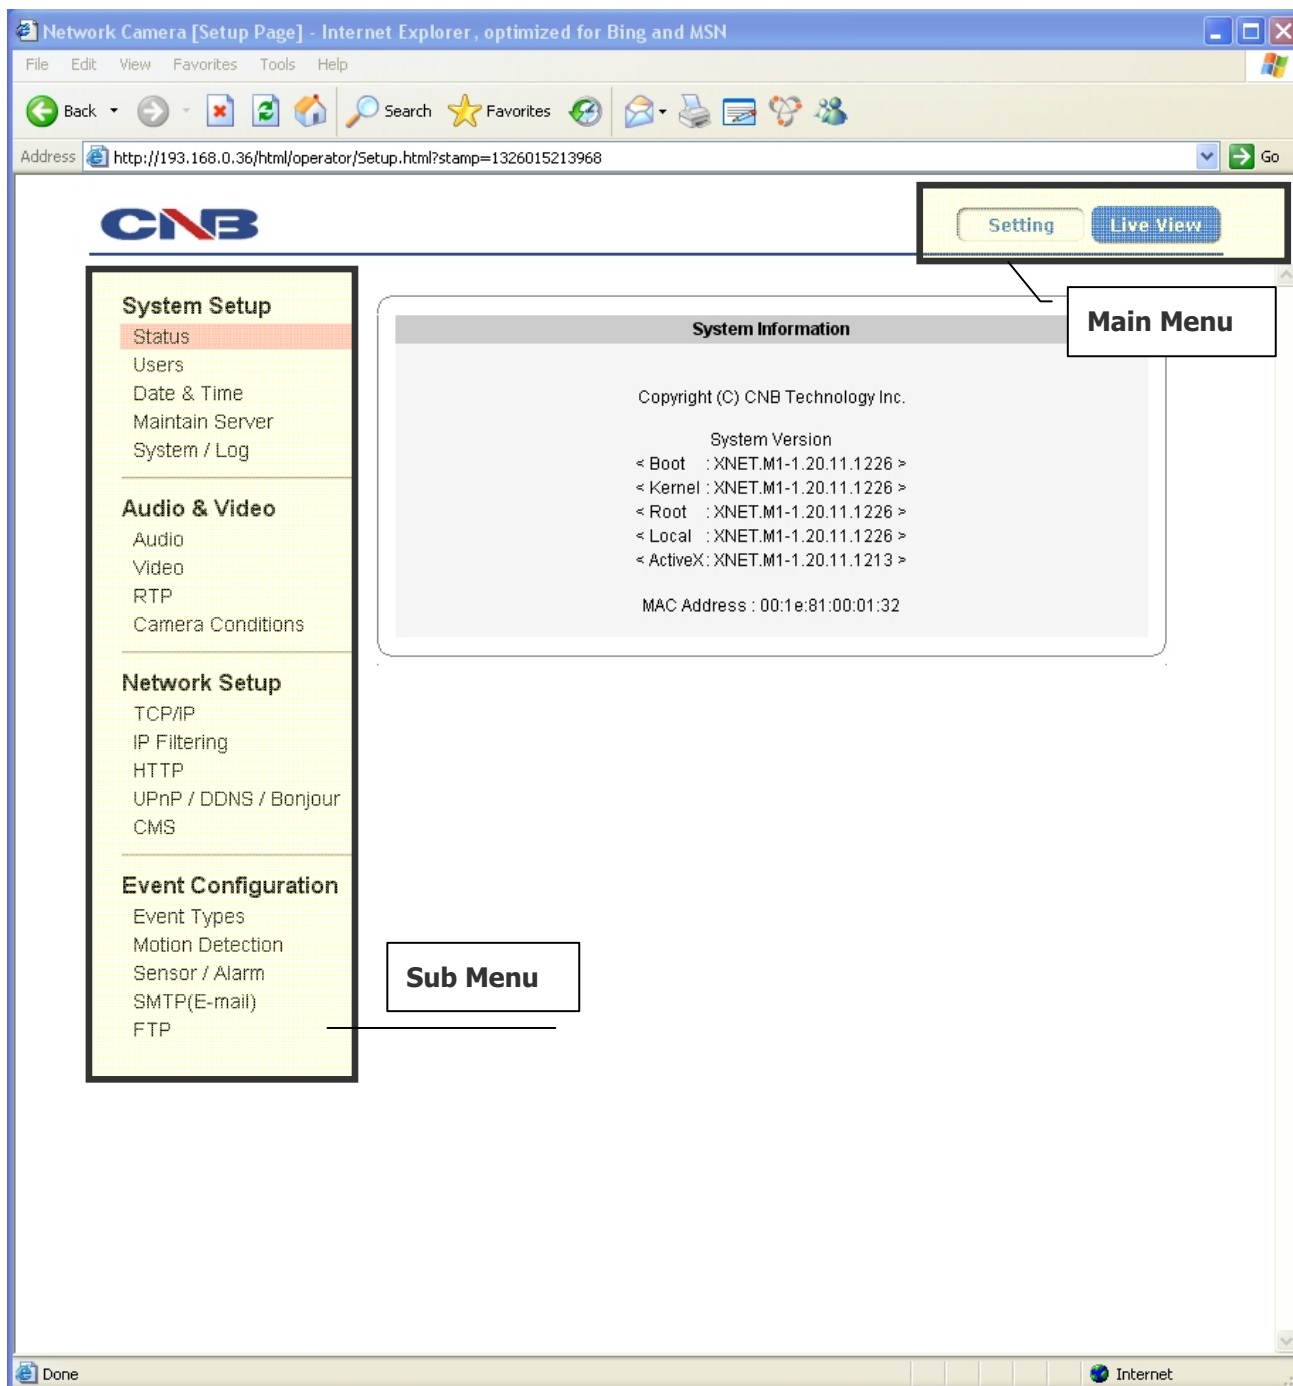 Network Camera [Setup Page] - Internet Explorer, optimized for Bing and MSN
File Edit View Favorites Tools Help
Back Search Favorites
Address http://193.168.0.36/html/operator/Setup.html?stamp=1326015213968 Go
CNB
Setting Live View
Main Menu
System Setup
Status
Users
Date & Time
Maintain Server
System / Log
Audio & Video
Audio
Video
RTP
Camera Conditions
Network Setup
TCP/IP
IP Filtering
HTTP
UPnP / DDNS / Bonjour
CMS
Event Configuration
Event Types
Motion Detection
Sensor / Alarm
SMTP(E-mail)
FTP
Sub Menu
System Information
Copyright (C) CNB Technology Inc.
System Version
< Boot : XNET.M1-1.20.11.1226 >
< Kernel : XNET.M1-1.20.11.1226 >
< Root : XNET.M1-1.20.11.1226 >
< Local : XNET.M1-1.20.11.1226 >
< ActiveX : XNET.M1-1.20.11.1213 >
MAC Address : 00:1e:81:00:01:32
Done Internet